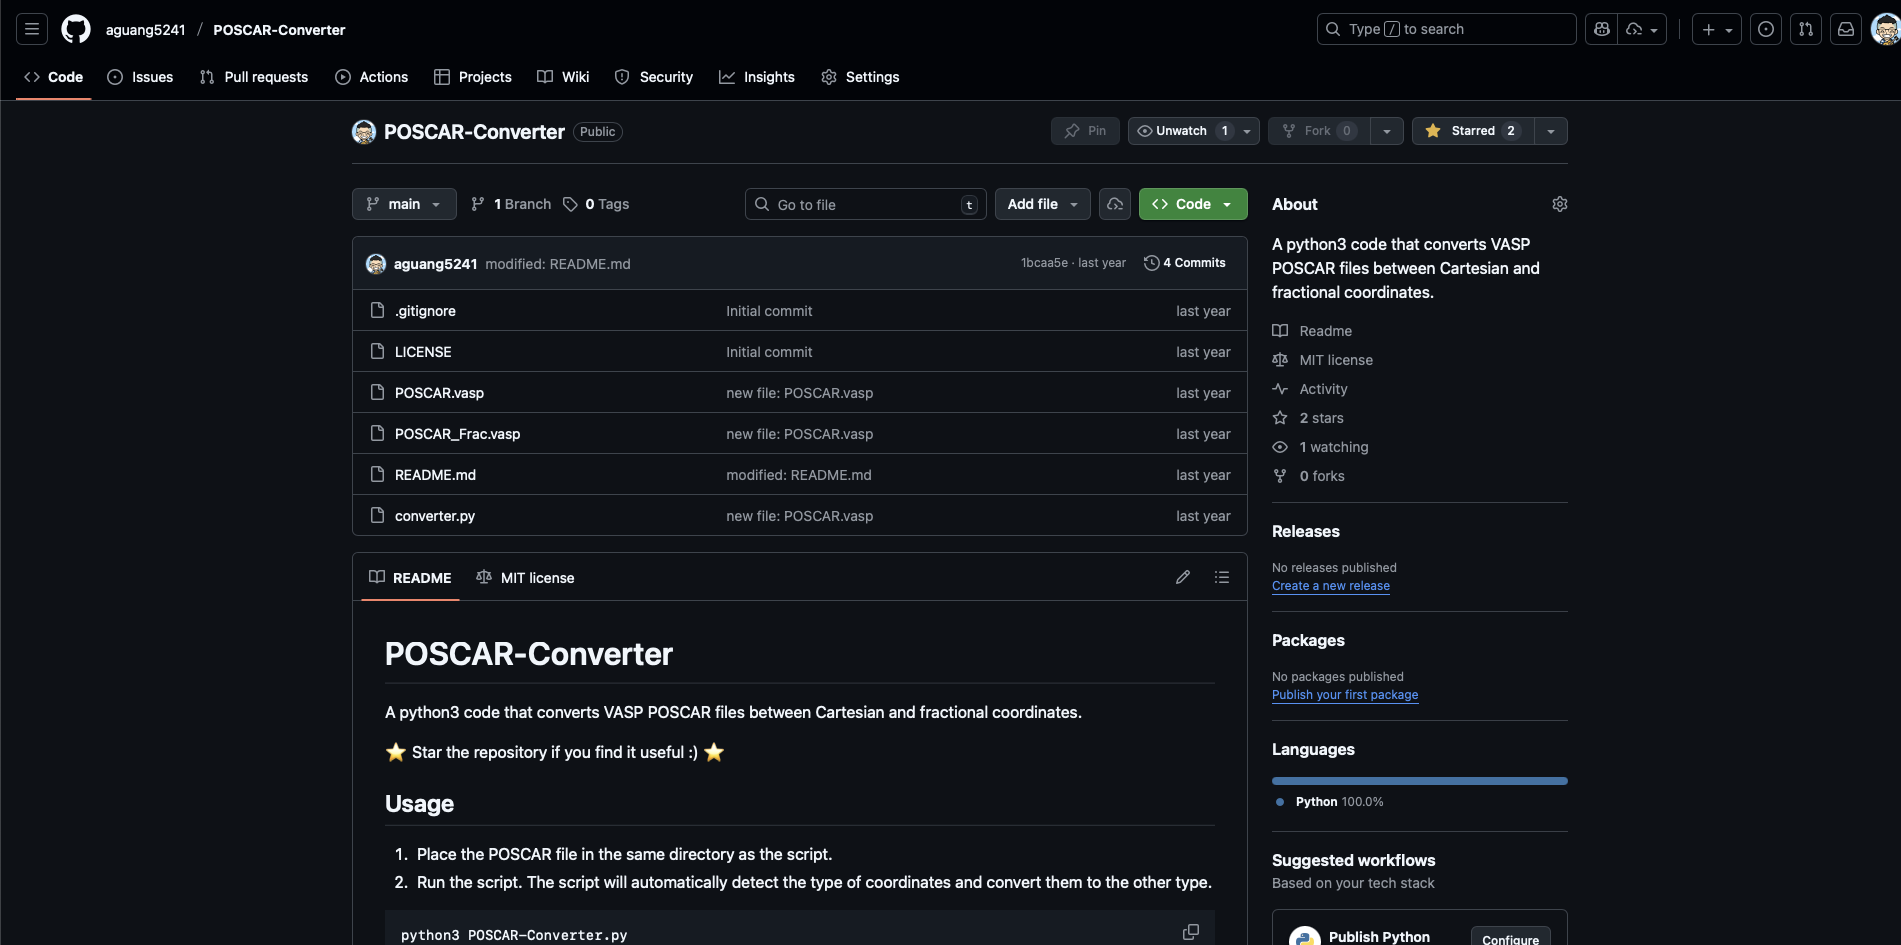 aguang5241 / POSCAR-Converter
Type / to search
Code
Issues
Pull requests
Actions
Projects
Wiki
Security
Insights
Settings
POSCAR-Converter Public
Pin
Unwatch 1
Fork 0
Starred 2
main
1 Branch
0 Tags
Go to file t
Add file
Code
aguang5241 modified: README.md 1bcaa5e · last year 4 Commits
.gitignore Initial commit last year
LICENSE Initial commit last year
POSCAR.vasp new file: POSCAR.vasp last year
POSCAR_Frac.vasp new file: POSCAR.vasp last year
README.md modified: README.md last year
converter.py new file: POSCAR.vasp last year
README
MIT license
POSCAR-Converter
A python3 code that converts VASP POSCAR files between Cartesian and fractional coordinates.
⭐ Star the repository if you find it useful :) ⭐
Usage
1. Place the POSCAR file in the same directory as the script.
2. Run the script. The script will automatically detect the type of coordinates and convert them to the other type.
python3 POSCAR-Converter.py
About
A python3 code that converts VASP
POSCAR files between Cartesian and
fractional coordinates.
Readme
MIT license
Activity
2 stars
1 watching
0 forks
Releases
No releases published
Create a new release
Packages
No packages published
Publish your first package
Languages
Python 100.0%
Suggested workflows
Based on your tech stack
Publish Python
Configure